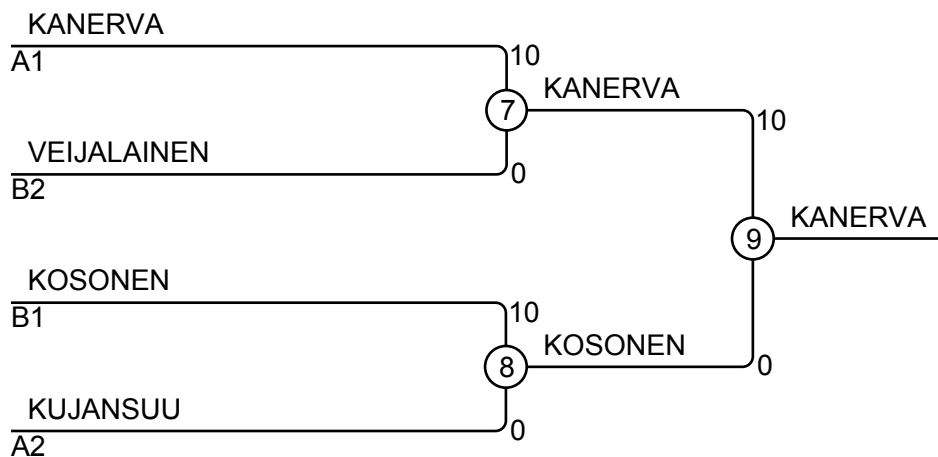 KANERVA
A1
10
7
KANERVA
10
VEIJALAINEN
B2
0
9
KANERVA
KOSONEN
B1
10
8
KOSONEN
0
KUJANSUU
A2
0